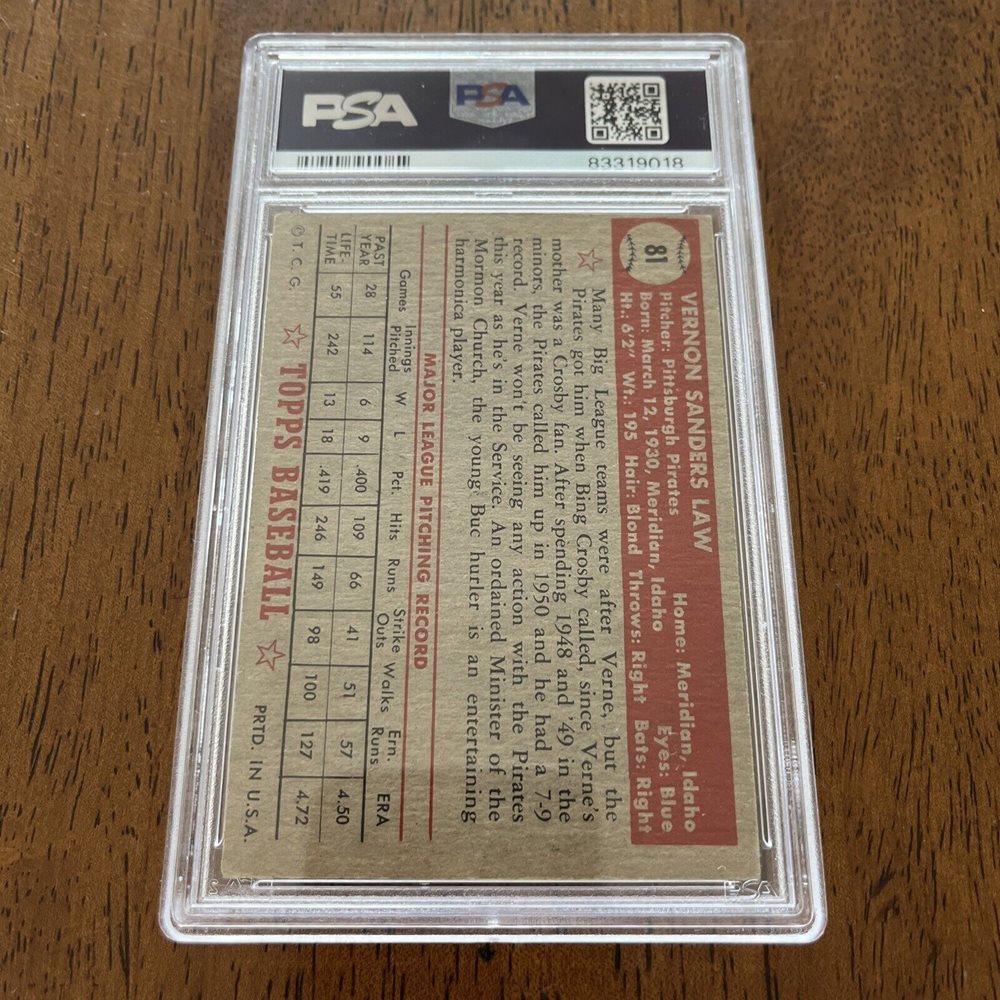 PSA
PSA
83319018
81
VERNON SANDERS LAW
Pitcher: Pittsburgh Pirates Home: Meridian, Idaho
Born: March 12, 1930, Meridian, Idaho Eyes: Blue
Ht.: 6'2" Wt.: 195 Hair: Blond Throws: Right Bats: Right
Many Big League teams were after Verne, but the
Pirates got him when Bing Crosby called, since Verne's
mother was a Crosby fan. After spending 1948 and '49 in the
minors, the Pirates called him up in 1950 and he had a 7-9
record. Verne won't be seeing any action with the Pirates
this year as he's in the Service. An ordained Minister of the
Mormon Church, the young Buc hurler is an entertaining
harmonica player.
MAJOR LEAGUE PITCHING RECORD
Games Innings Pitched W L Pct. Hits Runs Strike Outs Walks Ern. Runs ERA
PAST YEAR 28 114 6 9 .400 109 66 41 51 57 4.50
LIFE-TIME 55 242 13 18 .419 246 149 98 100 127 4.72
© T. C. G. TOPPS BASEBALL PRTD. IN U.S.A.
PSA